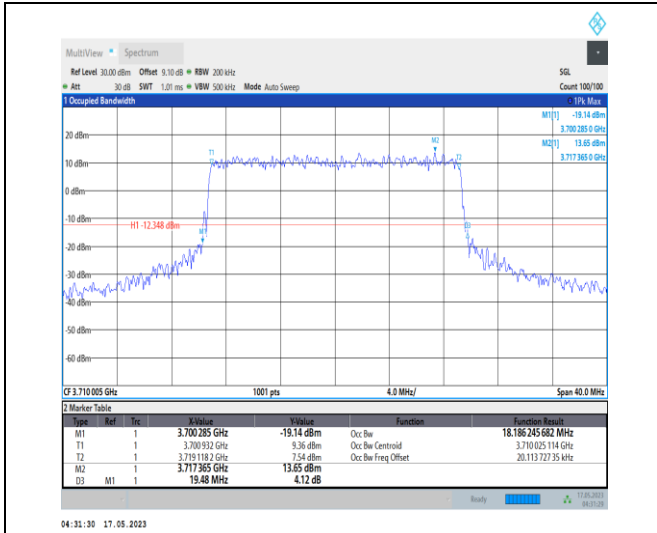 MultiView Spectrum
Ref Level 30.00 dBm Offset 9.10 dB RBW 200 kHz SGL
Att 30 dB SWT 1.01 ms VBW 500 kHz Mode Auto Sweep Count 100/100
1 Occupied Bandwidth 1Pk Max
M1[1] -19.14 dBm
3.700 285 0 GHz
M2[1] 13.65 dBm
3.717 365 0 GHz
20 dBm
M2
T1
T2
10 dBm
0 dBm
-10 dBm
H1 -12.348 dBm
M1
D3
-20 dBm
-30 dBm
-40 dBm
-50 dBm
-60 dBm
CF 3.710 005 GHz 1001 pts 4.0 MHz/ Span 40.0 MHz
2 Marker Table
Type Ref Trc X-Value Y-Value Function Function Result
M1 1 3.700 285 GHz -19.14 dBm Occ Bw 18.186 245 682 MHz
T1 1 3.700 932 GHz 9.36 dBm Occ Bw Centroid 3.710 025 114 GHz
T2 1 3.719 118 2 GHz 7.54 dBm Occ Bw Freq Offset 20.113 727 35 kHz
M2 1 3.717 365 GHz 13.65 dBm
D3 M1 1 19.48 MHz 4.12 dB
Ready 17.05.2023
04:31:29
04:31:30 17.05.2023